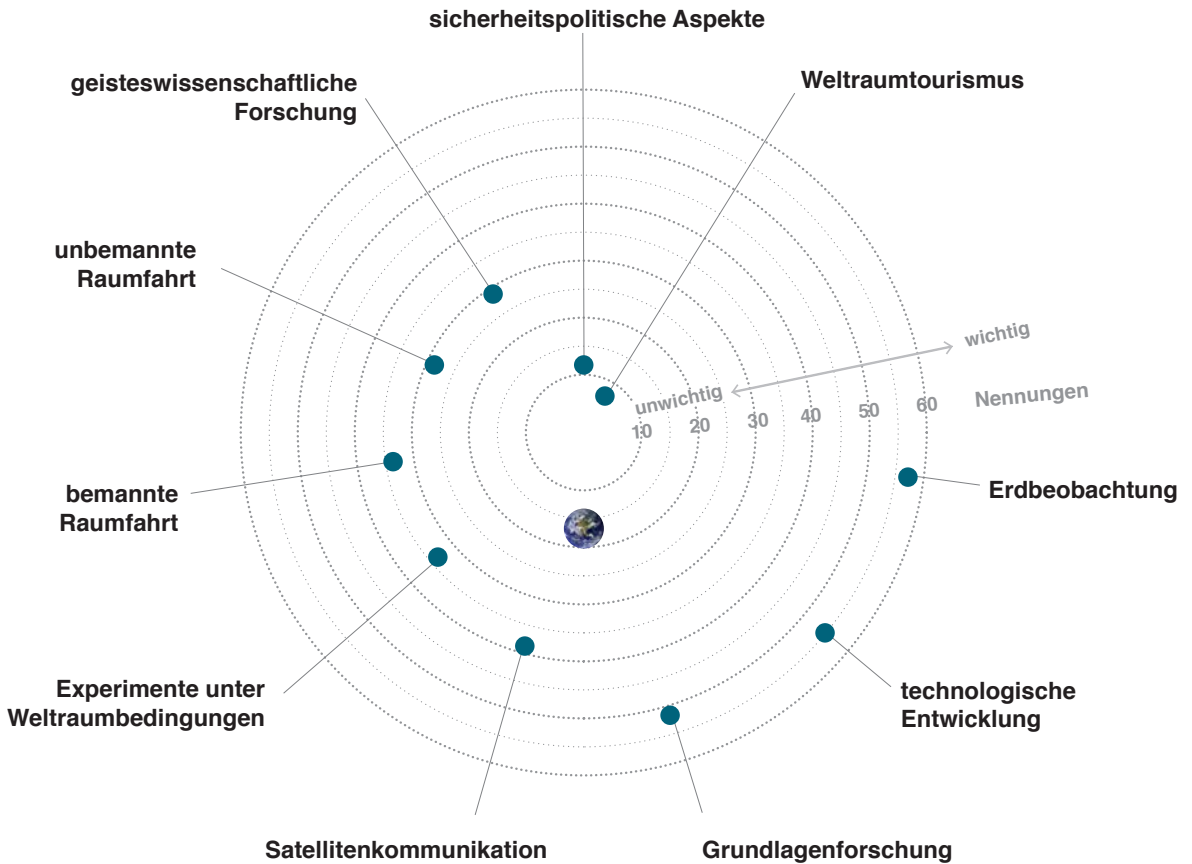 sicherheitspolitische Aspekte
Weltraumtourismus
geisteswissenschaftliche
Forschung
unbemannte
Raumfahrt
wichtig
unwichtig
Nennungen
10 20 30 40 50 60
bemannte
Raumfahrt
Erdbeobachtung
Experimente unter
Weltraumbedingungen
technologische
Entwicklung
Satellitenkommunikation
Grundlagenforschung